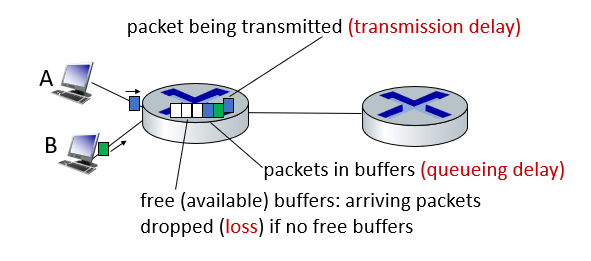 packet being transmitted (transmission delay)
A
B
packets in buffers (queueing delay)
free (available) buffers: arriving packets
dropped (loss) if no free buffers